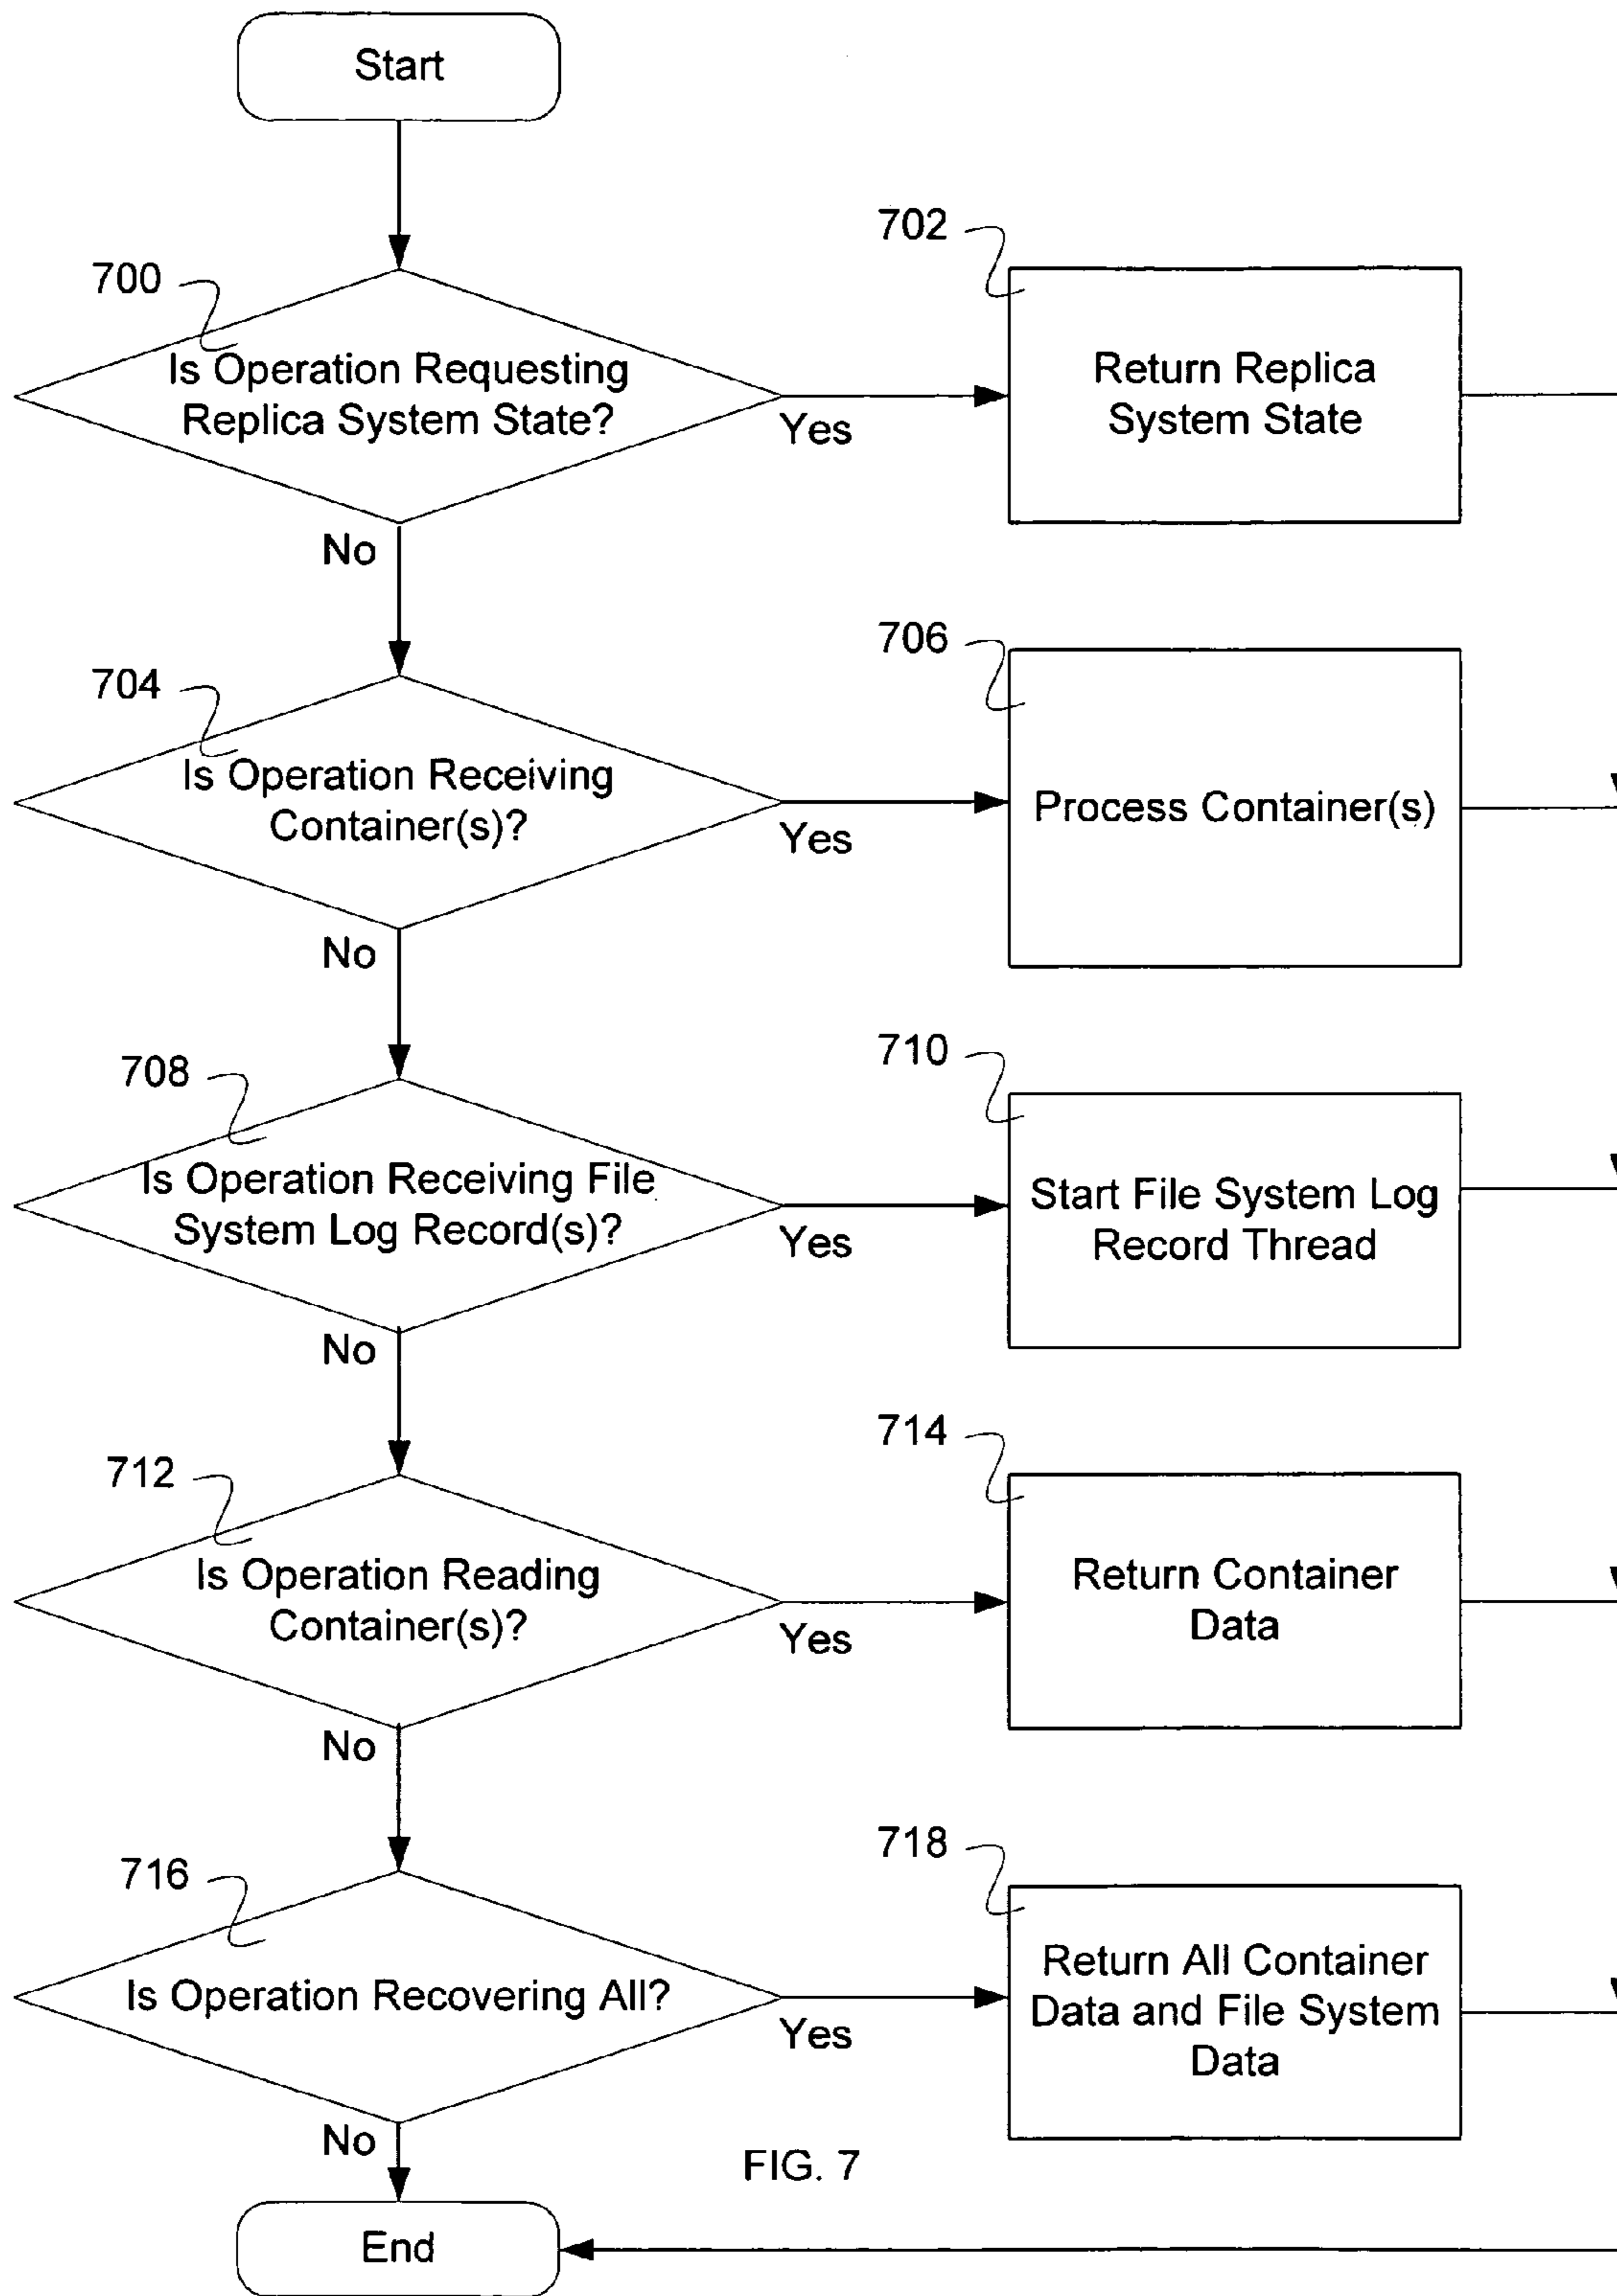 Start
700
Is Operation Requesting
Replica System State?
Yes
No
702
Return Replica
System State
704
Is Operation Receiving
Container(s)?
Yes
No
706
Process Container(s)
708
Is Operation Receiving File
System Log Record(s)?
Yes
No
710
Start File System Log
Record Thread
712
Is Operation Reading
Container(s)?
Yes
No
714
Return Container
Data
716
Is Operation Recovering All?
Yes
No
718
Return All Container
Data and File System
Data
FIG. 7
End